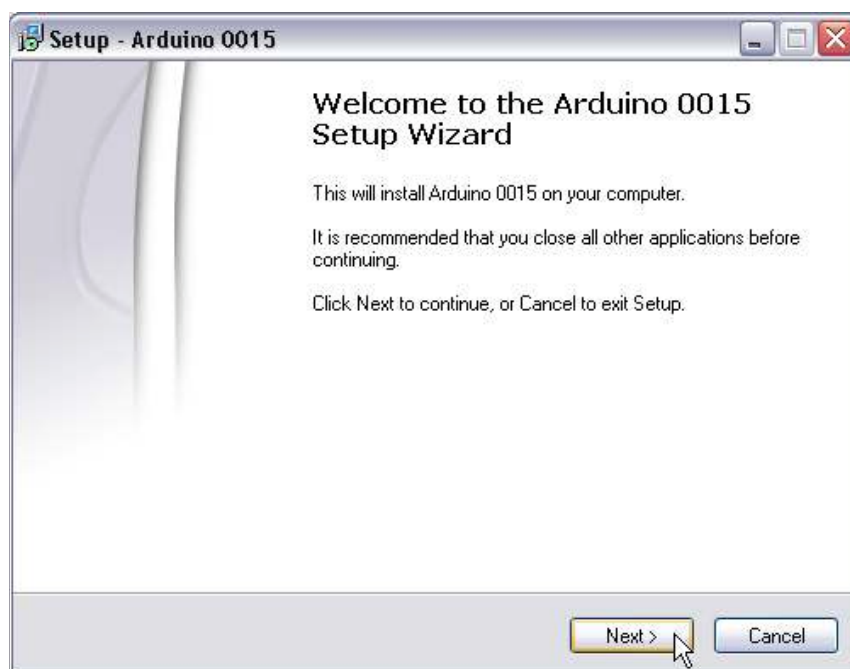 Setup - Arduino 0015
Welcome to the Arduino 0015
Setup Wizard
This will install Arduino 0015 on your computer.
It is recommended that you close all other applications before
continuing.
Click Next to continue, or Cancel to exit Setup.
Next >
Cancel